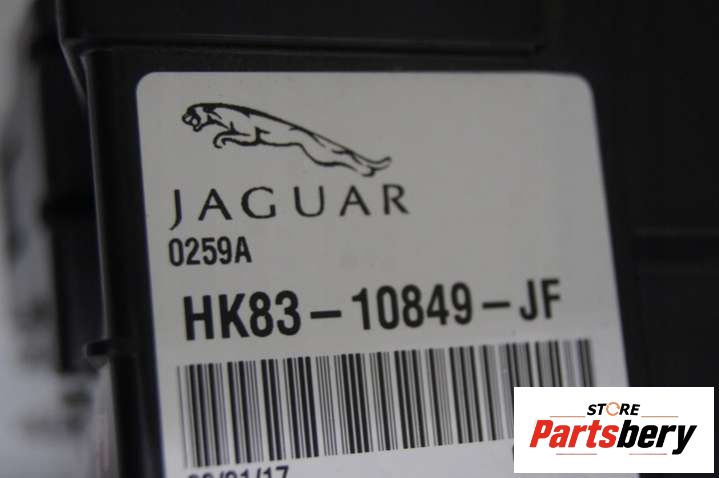 JAGUAR
0259A
HK83-10849-JF
STORE
Partsbery